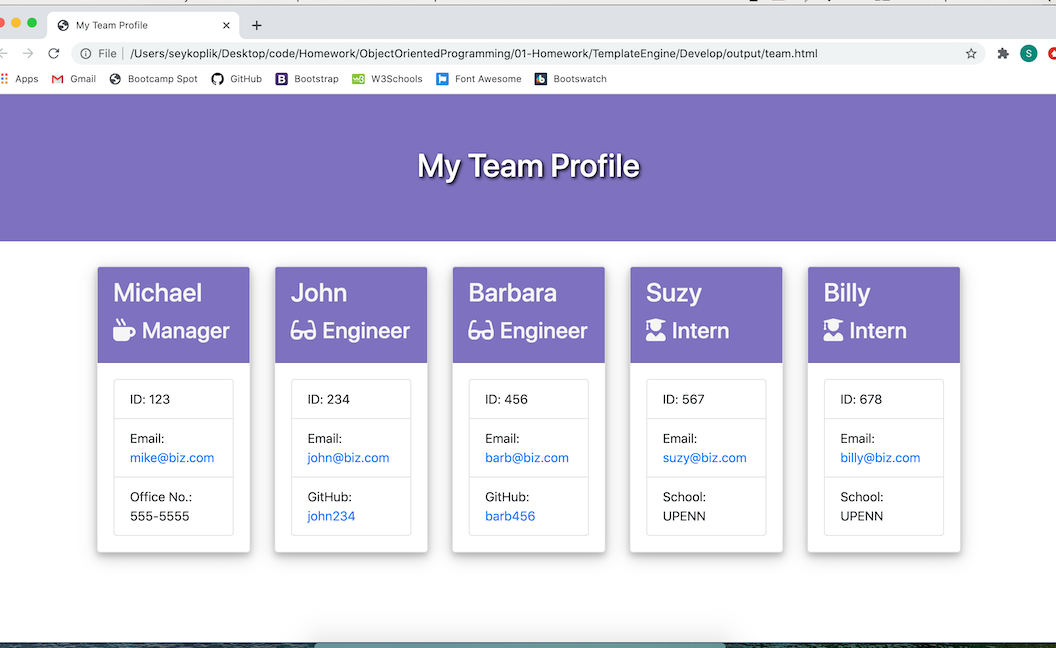 My Team Profile
File
/Users/seykoplik/Desktop/code/Homework/ObjectOrientedProgramming/01-Homework/TemplateEngine/Develop/output/team.html
S
Apps
Gmail
Bootcamp Spot
GitHub
B
Bootstrap
W3Schools
Font Awesome
Bootswatch
My Team Profile
Michael
Manager
ID: 123
Email:
mike@biz.com
Office No.:
555-5555
John
Engineer
ID: 234
Email:
john@biz.com
GitHub:
john234
Barbara
Engineer
ID: 456
Email:
barb@biz.com
GitHub:
barb456
Suzy
Intern
ID: 567
Email:
suzy@biz.com
School:
UPENN
Billy
Intern
ID: 678
Email:
billy@biz.com
School:
UPENN